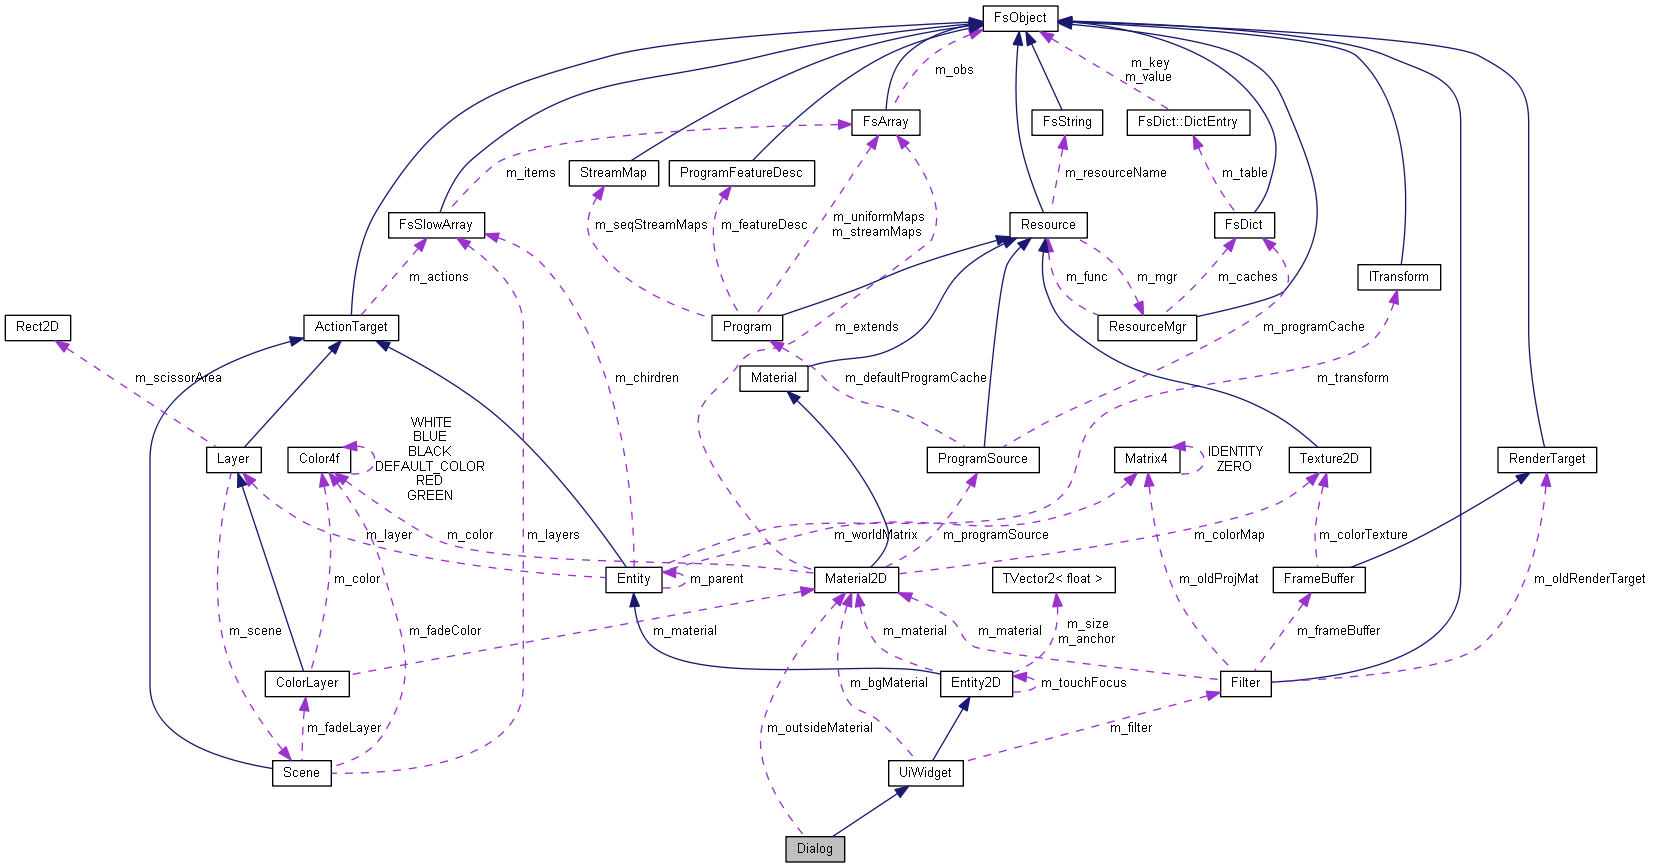 FsObject
m_obs
m_key
m_value
FsArray
FsString
FsDict::DictEntry
m_items
StreamMap
ProgramFeatureDesc
m_resourceName
m_table
FsSlowArray
m_seqStreamMaps
m_featureDesc
m_uniformMaps
m_streamMaps
Resource
FsDict
m_actions
m_func
m_mgr
m_caches
ITransform
Rect2D
ActionTarget
Program
m_extends
ResourceMgr
m_programCache
m_scissorArea
m_chirdren
Material
m_defaultProgramCache
m_transform
WHITE
BLUE
BLACK
DEFAULT_COLOR
RED
GREEN
Layer
Color4f
ProgramSource
Matrix4
IDENTITY
ZERO
Texture2D
RenderTarget
m_layer
m_color
m_layers
m_worldMatrix
m_programSource
m_colorMap
m_colorTexture
m_color
Entity
m_parent
Material2D
TVector2< float >
m_oldProjMat
FrameBuffer
m_oldRenderTarget
m_scene
m_fadeColor
m_material
m_material
m_material
m_size
m_anchor
m_frameBuffer
ColorLayer
m_bgMaterial
Entity2D
m_touchFocus
Filter
m_fadeLayer
m_outsideMaterial
m_filter
Scene
UiWidget
Dialog